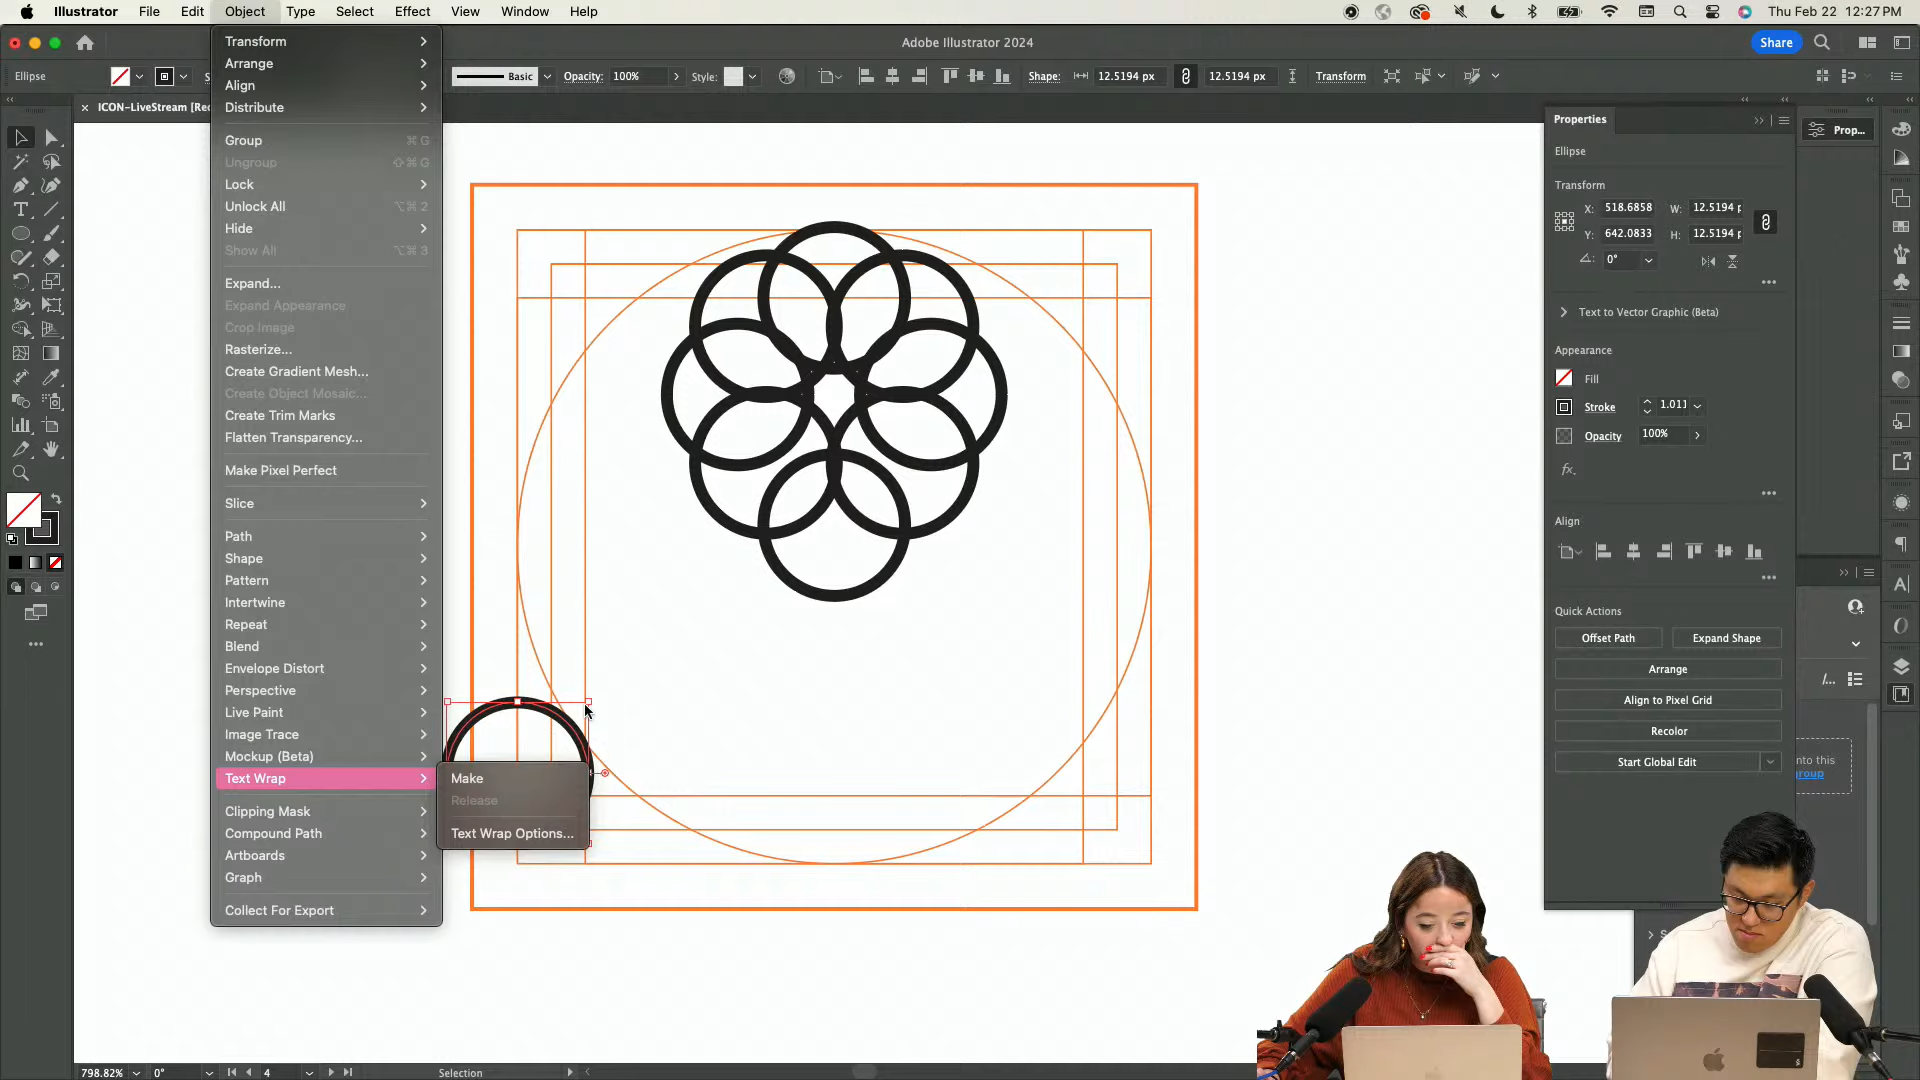 Illustrator File Edit Object Type Select Effect View Window Help Thu Feb 22 12:27 PM
Adobe Illustrator 2024 Share
Ellipse Basic Opacity: 100% Style: Shape: 12.5194 px 12.5194 px Transform
× ICON-LiveStream [Rec
Transform
Arrange
Align
Distribute
Group ⌘ G
Ungroup ⇧⌘ G
Lock
Unlock All ⌥⌘ 2
Hide
Show All ⌥⌘ 3
Expand...
Expand Appearance
Crop Image
Rasterize...
Create Gradient Mesh...
Create Object Mosaic...
Create Trim Marks
Flatten Transparency...
Make Pixel Perfect
Slice
Path
Shape
Pattern
Intertwine
Repeat
Blend
Envelope Distort
Perspective
Live Paint
Image Trace
Mockup (Beta)
Text Wrap
Clipping Mask
Compound Path
Artboards
Graph
Collect For Export
Make
Release
Text Wrap Options...
Properties
Prop...
Ellipse
Transform
X: 518.6858 W: 12.5194 p
Y: 642.0833 H: 12.5194 p
0°
Text to Vector Graphic (Beta)
Appearance
Fill
Stroke 1.011
Opacity 100%
fx.
Align
Quick Actions
Offset Path Expand Shape
Arrange
Align to Pixel Grid
Recolor
Start Global Edit
nto this
group
798.82% 0° 4 Selection